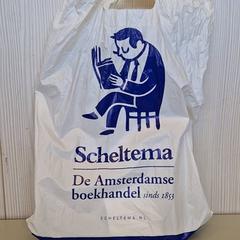 Scheltema
De Amsterdamse
boekhandel sinds 1853
SCHELTEMA.NL